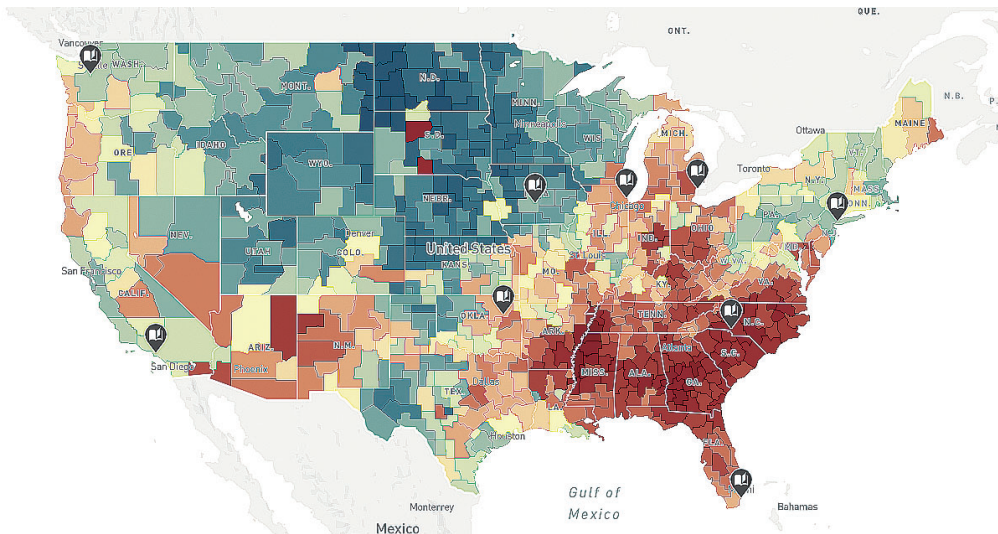 QUE.
ONT.
Vancouver
WASH.
MONT.
N.D.
MINN.
Minneapolis
N.B.
MAINE
Ottawa
ORE
IDAHO
S.D.
WIS
MICH.
Toronto
WYO.
N.Y.
MASS.
CONN.
Chicago
NEBR.
PA.
NEV.
UTAH
Denver
COLO.
United States
KANS.
ILL.
IND.
OHIO
St. Louis
MO.
W.VA.
VA.
KY.
San Francisco
CALIF.
OKLA.
ARK.
TENN.
N.C.
Atlanta
S.C.
ARIZ.
N.M.
San Diego
Phoenix
Dallas
MISS.
ALA.
GA.
TEX.
LA.
Houston
FLA.
Gulf of
Mexico
Monterrey
Bahamas
Mexico